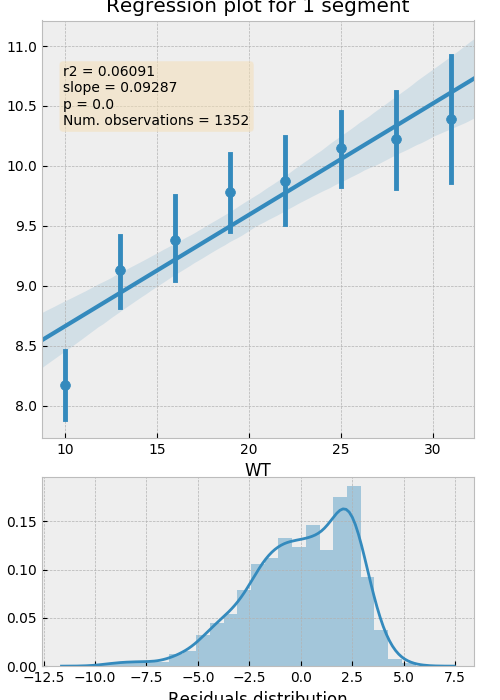 Regression plot for 1 segment
11.0
r2 = 0.06091
slope = 0.09287
p = 0.0
Num. observations = 1352
10.5
10.0
9.5
9.0
8.5
8.0
10 15 20 25 30
WT
0.15
0.10
0.05
0.00
−12.5 −10.0 −7.5 −5.0 −2.5 0.0 2.5 5.0 7.5
Residuals distribution